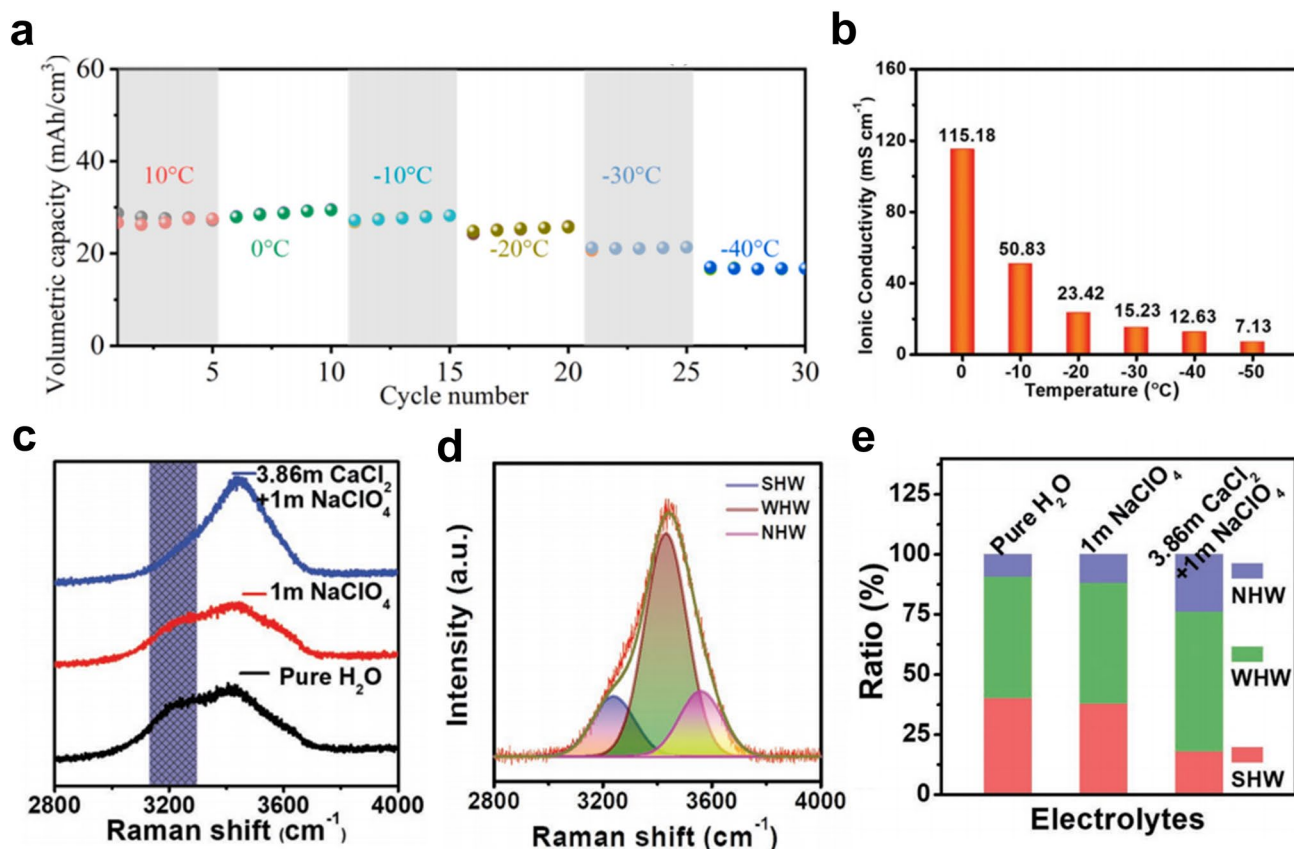 a
Volumetric capacity (mAh/cm³)
60
40
20
0
10°C
0°C
-10°C
-20°C
-30°C
-40°C
5
10
15
20
25
30
Cycle number
b
Ionic Conductivity (mS cm⁻¹)
160
120
80
40
0
115.18
50.83
23.42
15.23
12.63
7.13
0
-10
-20
-30
-40
-50
Temperature (°C)
c
3.86m CaCl₂
+1m NaClO₄
1m NaClO₄
Pure H₂O
2800
3200
3600
4000
Raman shift (cm⁻¹)
d
Intensity (a.u.)
SHW
WHW
NHW
2800
3200
3600
4000
Raman shift (cm⁻¹)
e
Ratio (%)
125
100
75
50
25
0
Pure H₂O
1m NaClO₄
3.86m CaCl₂
+1m NaClO₄
NHW
WHW
SHW
Electrolytes